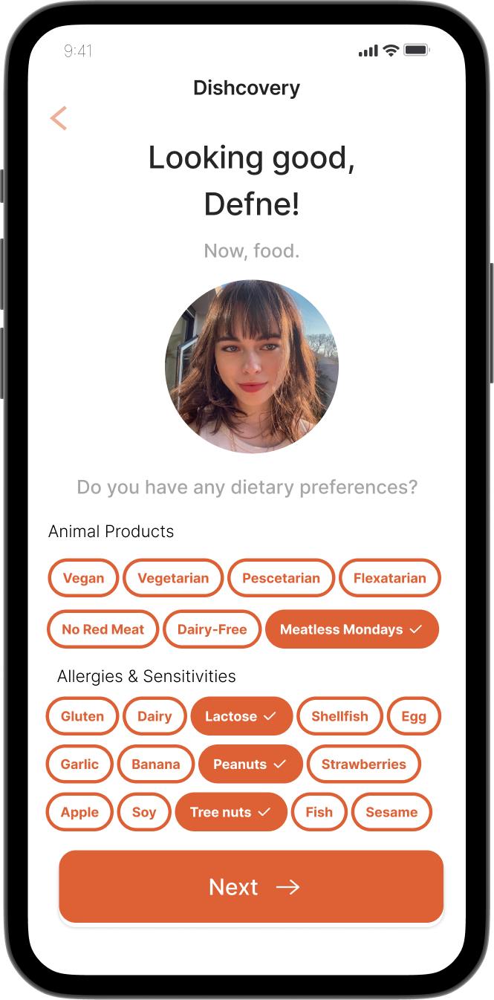 9:41
Dishcovery
Looking good,
Defne!
Now, food.
Do you have any dietary preferences?
Animal Products
Vegan Vegetarian Pescetarian Flexatarian
No Red Meat Dairy-Free Meatless Mondays
Allergies & Sensitivities
Gluten Dairy Lactose Shellfish Egg
Garlic Banana Peanuts Strawberries
Apple Soy Tree nuts Fish Sesame
Next